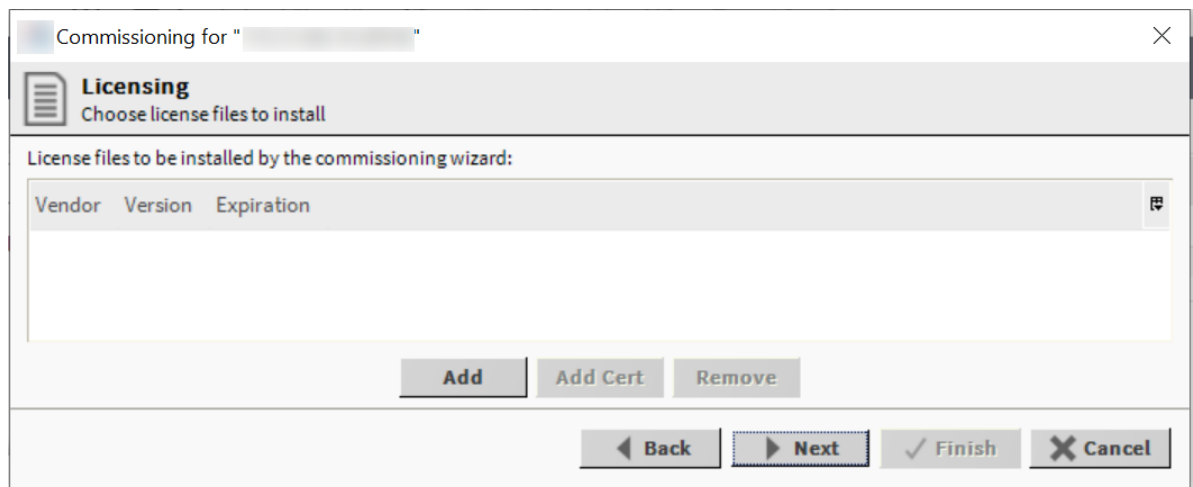 Commissioning for " "
Licensing
Choose license files to install
License files to be installed by the commissioning wizard:
Vendor Version Expiration
Add Add Cert Remove
Back Next Finish Cancel